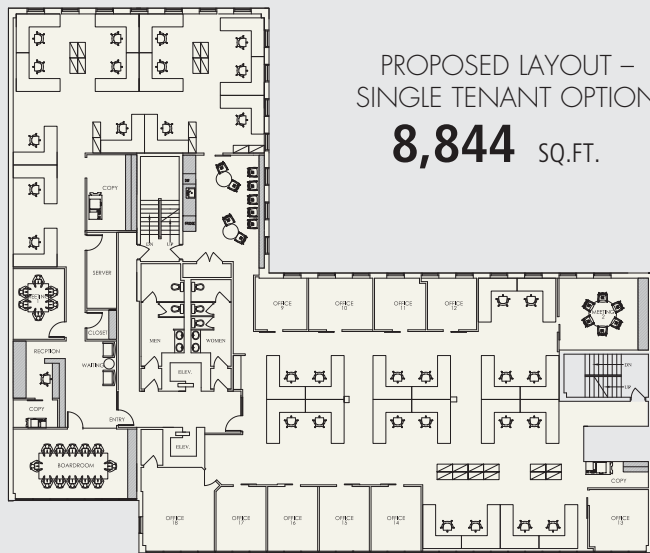 PROPOSED LAYOUT –
SINGLE TENANT OPTION
8,844 SQ.FT.
COPY
DN UP
SERVER
CLOSET
RECEPTION
WAITING
MEN
WOMEN
ELEV.
COPY
ENTRY
ELEV.
BOARDROOM
OFFICE
9
OFFICE
10
OFFICE
11
OFFICE
12
MEETING
2
DN
UP
COPY
OFFICE
18
OFFICE
17
OFFICE
16
OFFICE
15
OFFICE
14
OFFICE
13